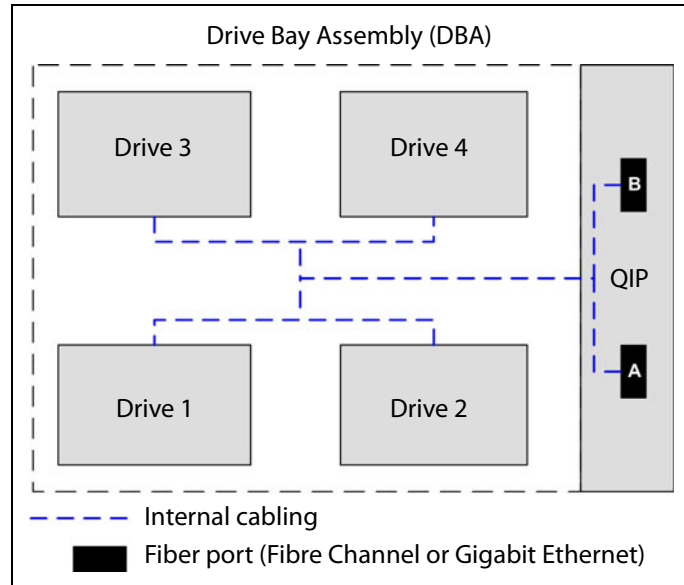 Drive Bay Assembly (DBA)
Drive 3
Drive 4
B
QIP
A
Drive 1
Drive 2
Internal cabling
Fiber port (Fibre Channel or Gigabit Ethernet)